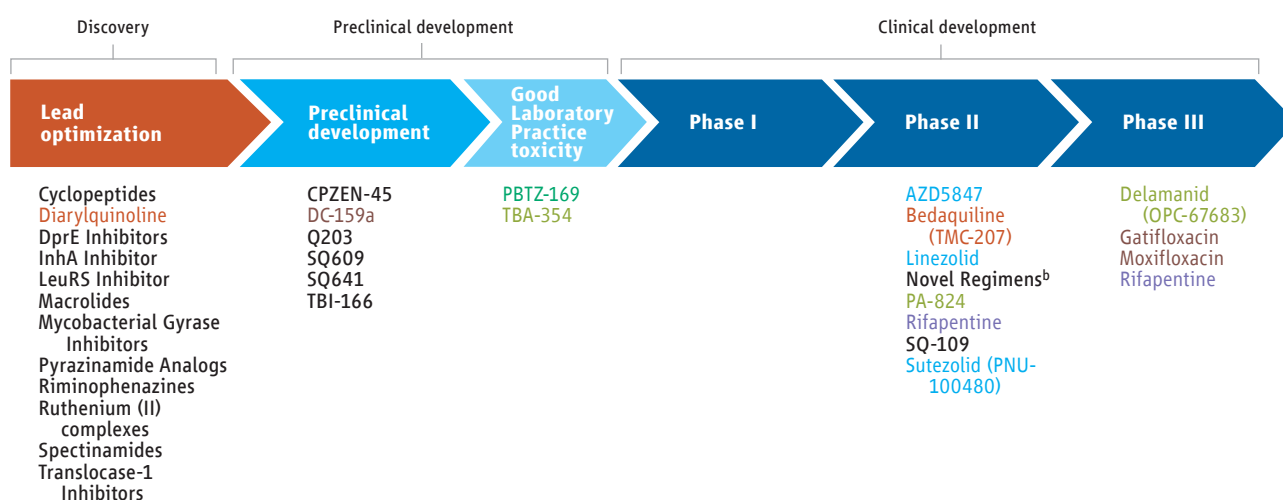 Discovery
Preclinical development
Clinical development
Lead
optimization
Preclinical
development
Good
Laboratory
Practice
toxicity
Phase I
Phase II
Phase III
Cyclopeptides
Diarylquinoline
DprE Inhibitors
InhA Inhibitor
LeuRS Inhibitor
Macrolides
Mycobacterial Gyrase
Inhibitors
Pyrazinamide Analogs
Riminophenazines
Ruthenium (II)
complexes
Spectinamides
Translocase-1
Inhibitors
CPZEN-45
DC-159a
Q203
SQ609
SQ641
TBI-166
PBTZ-169
TBA-354
AZD5847
Bedaquiline
(TMC-207)
Linezolid
Novel Regimensᵇ
PA-824
Rifapentine
SQ-109
Sutezolid (PNU-
100480)
Delamanid
(OPC-67683)
Gatifloxacin
Moxifloxacin
Rifapentine